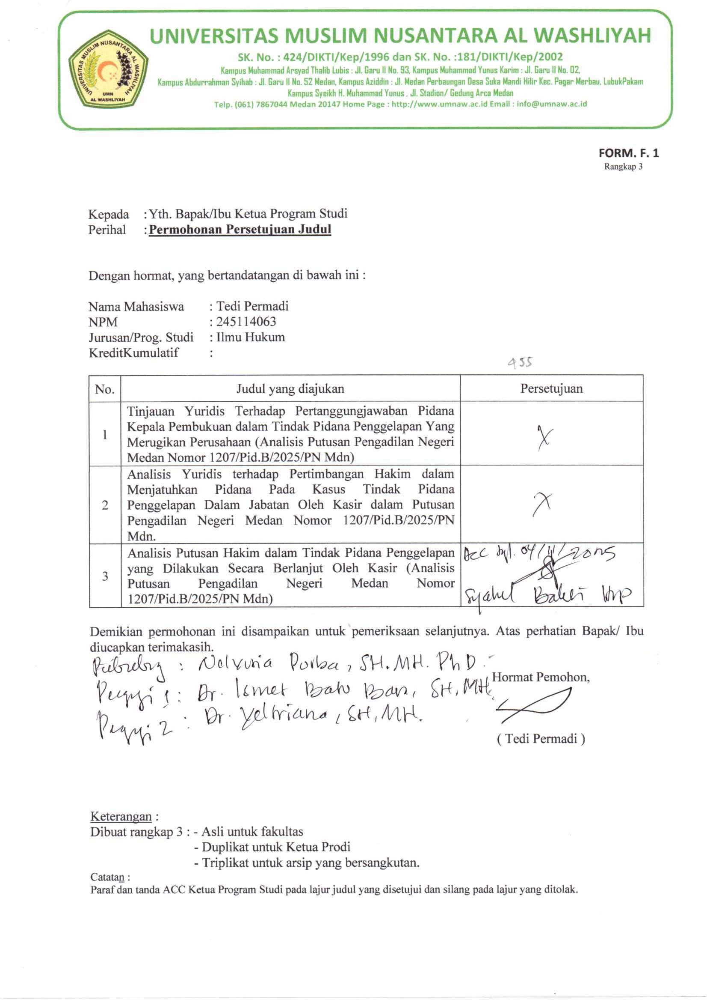 UNIVERSITAS MUSLIM NUSANTARA AL WASHLIYAH
UNIVERSITAS MUSLIM NUSANTARA AL WASHLIYAH
UMN
AL WASHLIYAH
SK. No. : 424/DIKTI/Kep/1996 dan SK. No. :181/DIKTI/Kep/2002
Kampus Muhammad Arsyad Thalib Lubis : Jl. Garu II No. 93, Kampus Muhammad Yunus Karim : Jl. Garu II No. 02,
Kampus Abdurrahman Syihab : Jl. Garu II No. 52 Medan, Kampus Aziddin : Jl. Medan Perbaungan Desa Suka Mandi Hilir Kec. Pagar Merbau, LubukPakam
Kampus Syeikh H. Muhammad Yunus , Jl. Stadion/ Gedung Arca Medan
Telp. (061) 7867044 Medan 20147 Home Page : http://www.umnaw.ac.id Email : info@umnaw.ac.id
FORM. F. 1
Rangkap 3
Kepada : Yth. Bapak/Ibu Ketua Program Studi
Perihal : Permohonan Persetujuan Judul
Dengan hormat, yang bertandatangan di bawah ini :
Nama Mahasiswa : Tedi Permadi
NPM : 245114063
Jurusan/Prog. Studi : Ilmu Hukum
KreditKumulatif :
455
No. Judul yang diajukan Persetujuan
1 Tinjauan Yuridis Terhadap Pertanggungjawaban Pidana
Kepala Pembukuan dalam Tindak Pidana Penggelapan Yang
Merugikan Perusahaan (Analisis Putusan Pengadilan Negeri
Medan Nomor 1207/Pid.B/2025/PN Mdn)
X
2 Analisis Yuridis terhadap Pertimbangan Hakim dalam
Menjatuhkan Pidana Pada Kasus Tindak Pidana
Penggelapan Dalam Jabatan Oleh Kasir dalam Putusan
Pengadilan Negeri Medan Nomor 1207/Pid.B/2025/PN
Mdn.
X
3 Analisis Putusan Hakim dalam Tindak Pidana Penggelapan
yang Dilakukan Secara Berlanjut Oleh Kasir (Analisis
Putusan Pengadilan Negeri Medan Nomor
1207/Pid.B/2025/PN Mdn)
Acc tgl. 04/11/2025
Bakti
Demikian permohonan ini disampaikan untuk pemeriksaan selanjutnya. Atas perhatian Bapak/ Ibu
diucapkan terimakasih.
: Purba, SH. MH. PhD.
Penguji 1 : Dr. Ismet Batu Bara, SH, MH.
Penguji 2 : Dr. Yeltriana, SH, MH.
Hormat Pemohon,
( Tedi Permadi )
Keterangan :
Dibuat rangkap 3 : - Asli untuk fakultas
- Duplikat untuk Ketua Prodi
- Triplikat untuk arsip yang bersangkutan.
Catatan :
Paraf dan tanda ACC Ketua Program Studi pada lajur judul yang disetujui dan silang pada lajur yang ditolak.